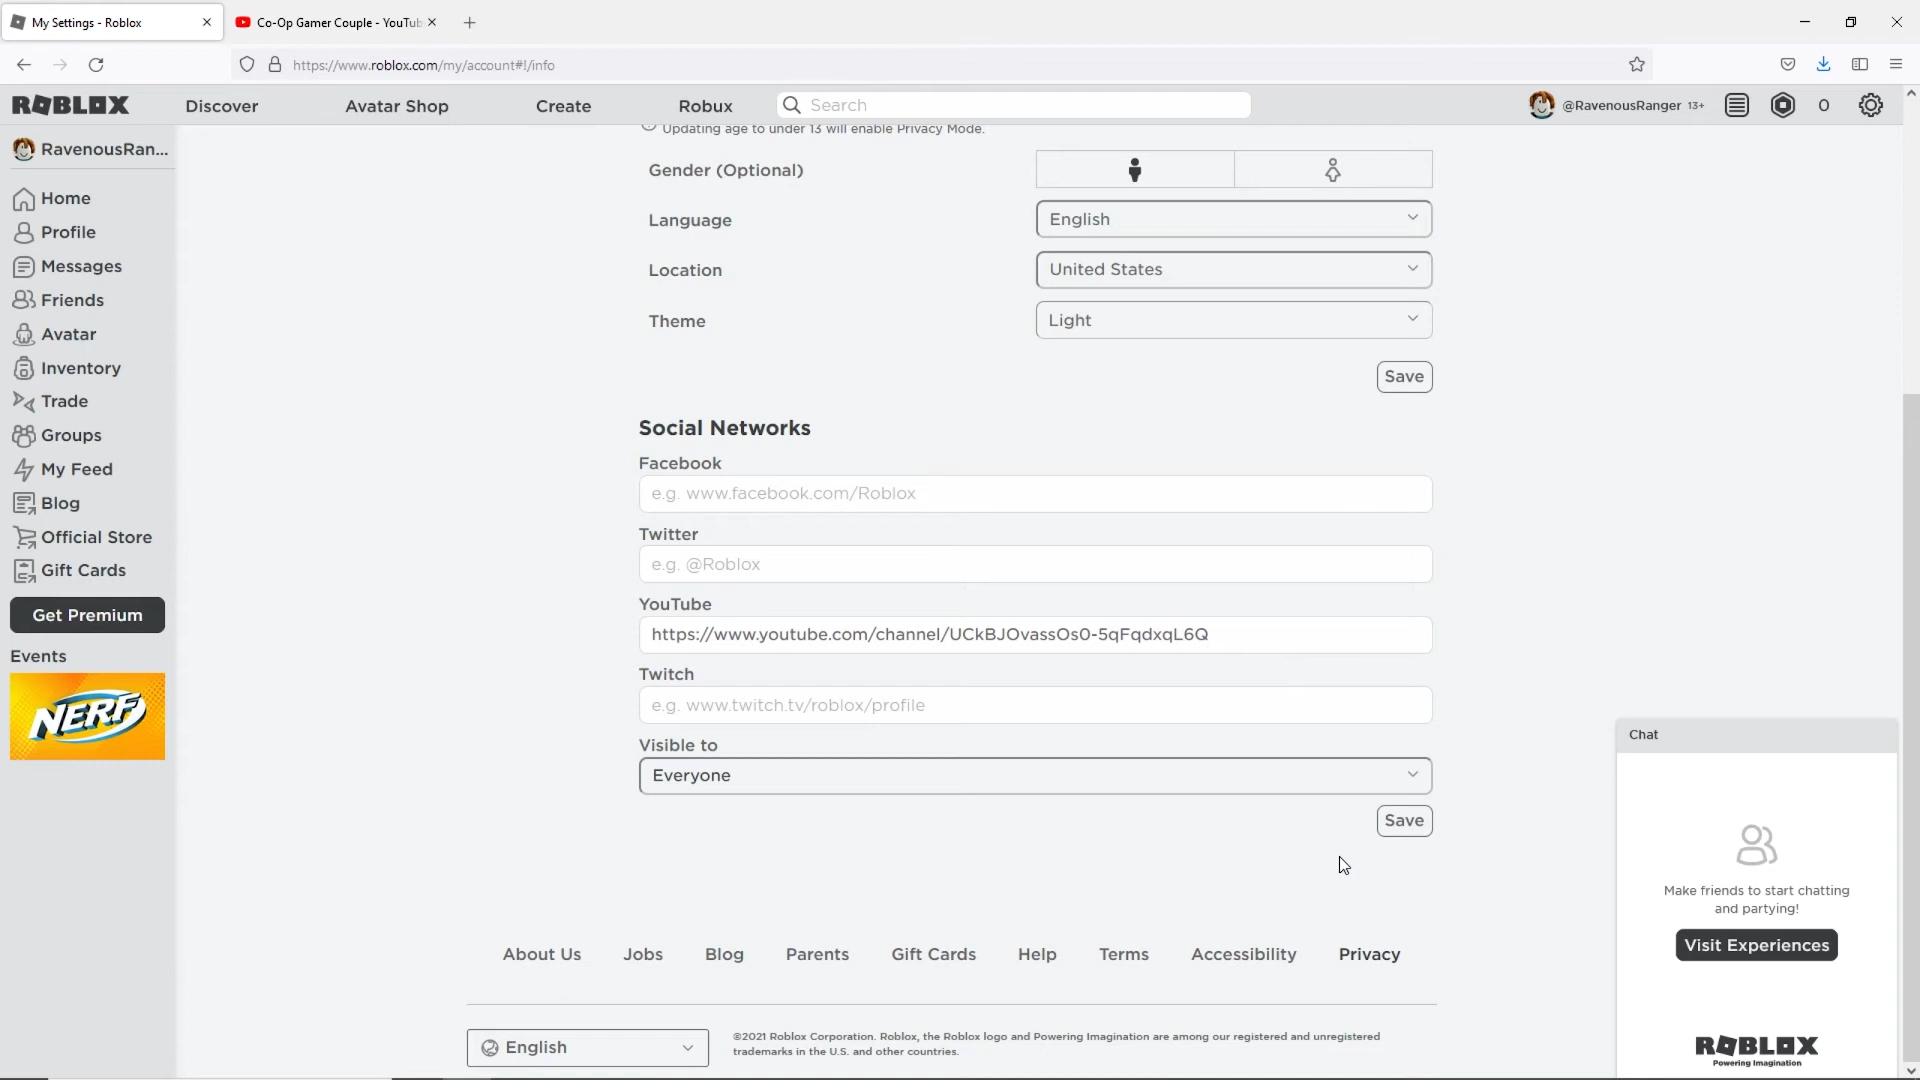 My Settings - Roblox
Co-Op Gamer Couple - YouTub
https://www.roblox.com/my/account#!/info
ROBLOX
Discover
Avatar Shop
Create
Robux
Search
@RavenousRanger 13+
0
RavenousRan...
Home
Profile
Messages
Friends
Avatar
Inventory
Trade
Groups
My Feed
Blog
Official Store
Gift Cards
Get Premium
Events
NERF
Updating age to under 13 will enable Privacy Mode.
Gender (Optional)
Language
English
Location
United States
Theme
Light
Save
Social Networks
Facebook
e.g. www.facebook.com/Roblox
Twitter
e.g. @Roblox
YouTube
https://www.youtube.com/channel/UCkBJOvassOs0-5qFqdxqL6Q
Twitch
e.g. www.twitch.tv/roblox/profile
Visible to
Everyone
Save
About Us
Jobs
Blog
Parents
Gift Cards
Help
Terms
Accessibility
Privacy
English
©2021 Roblox Corporation. Roblox, the Roblox logo and Powering Imagination are among our registered and unregistered
trademarks in the U.S. and other countries.
Chat
Make friends to start chatting
and partying!
Visit Experiences
ROBLOX
Powering Imagination